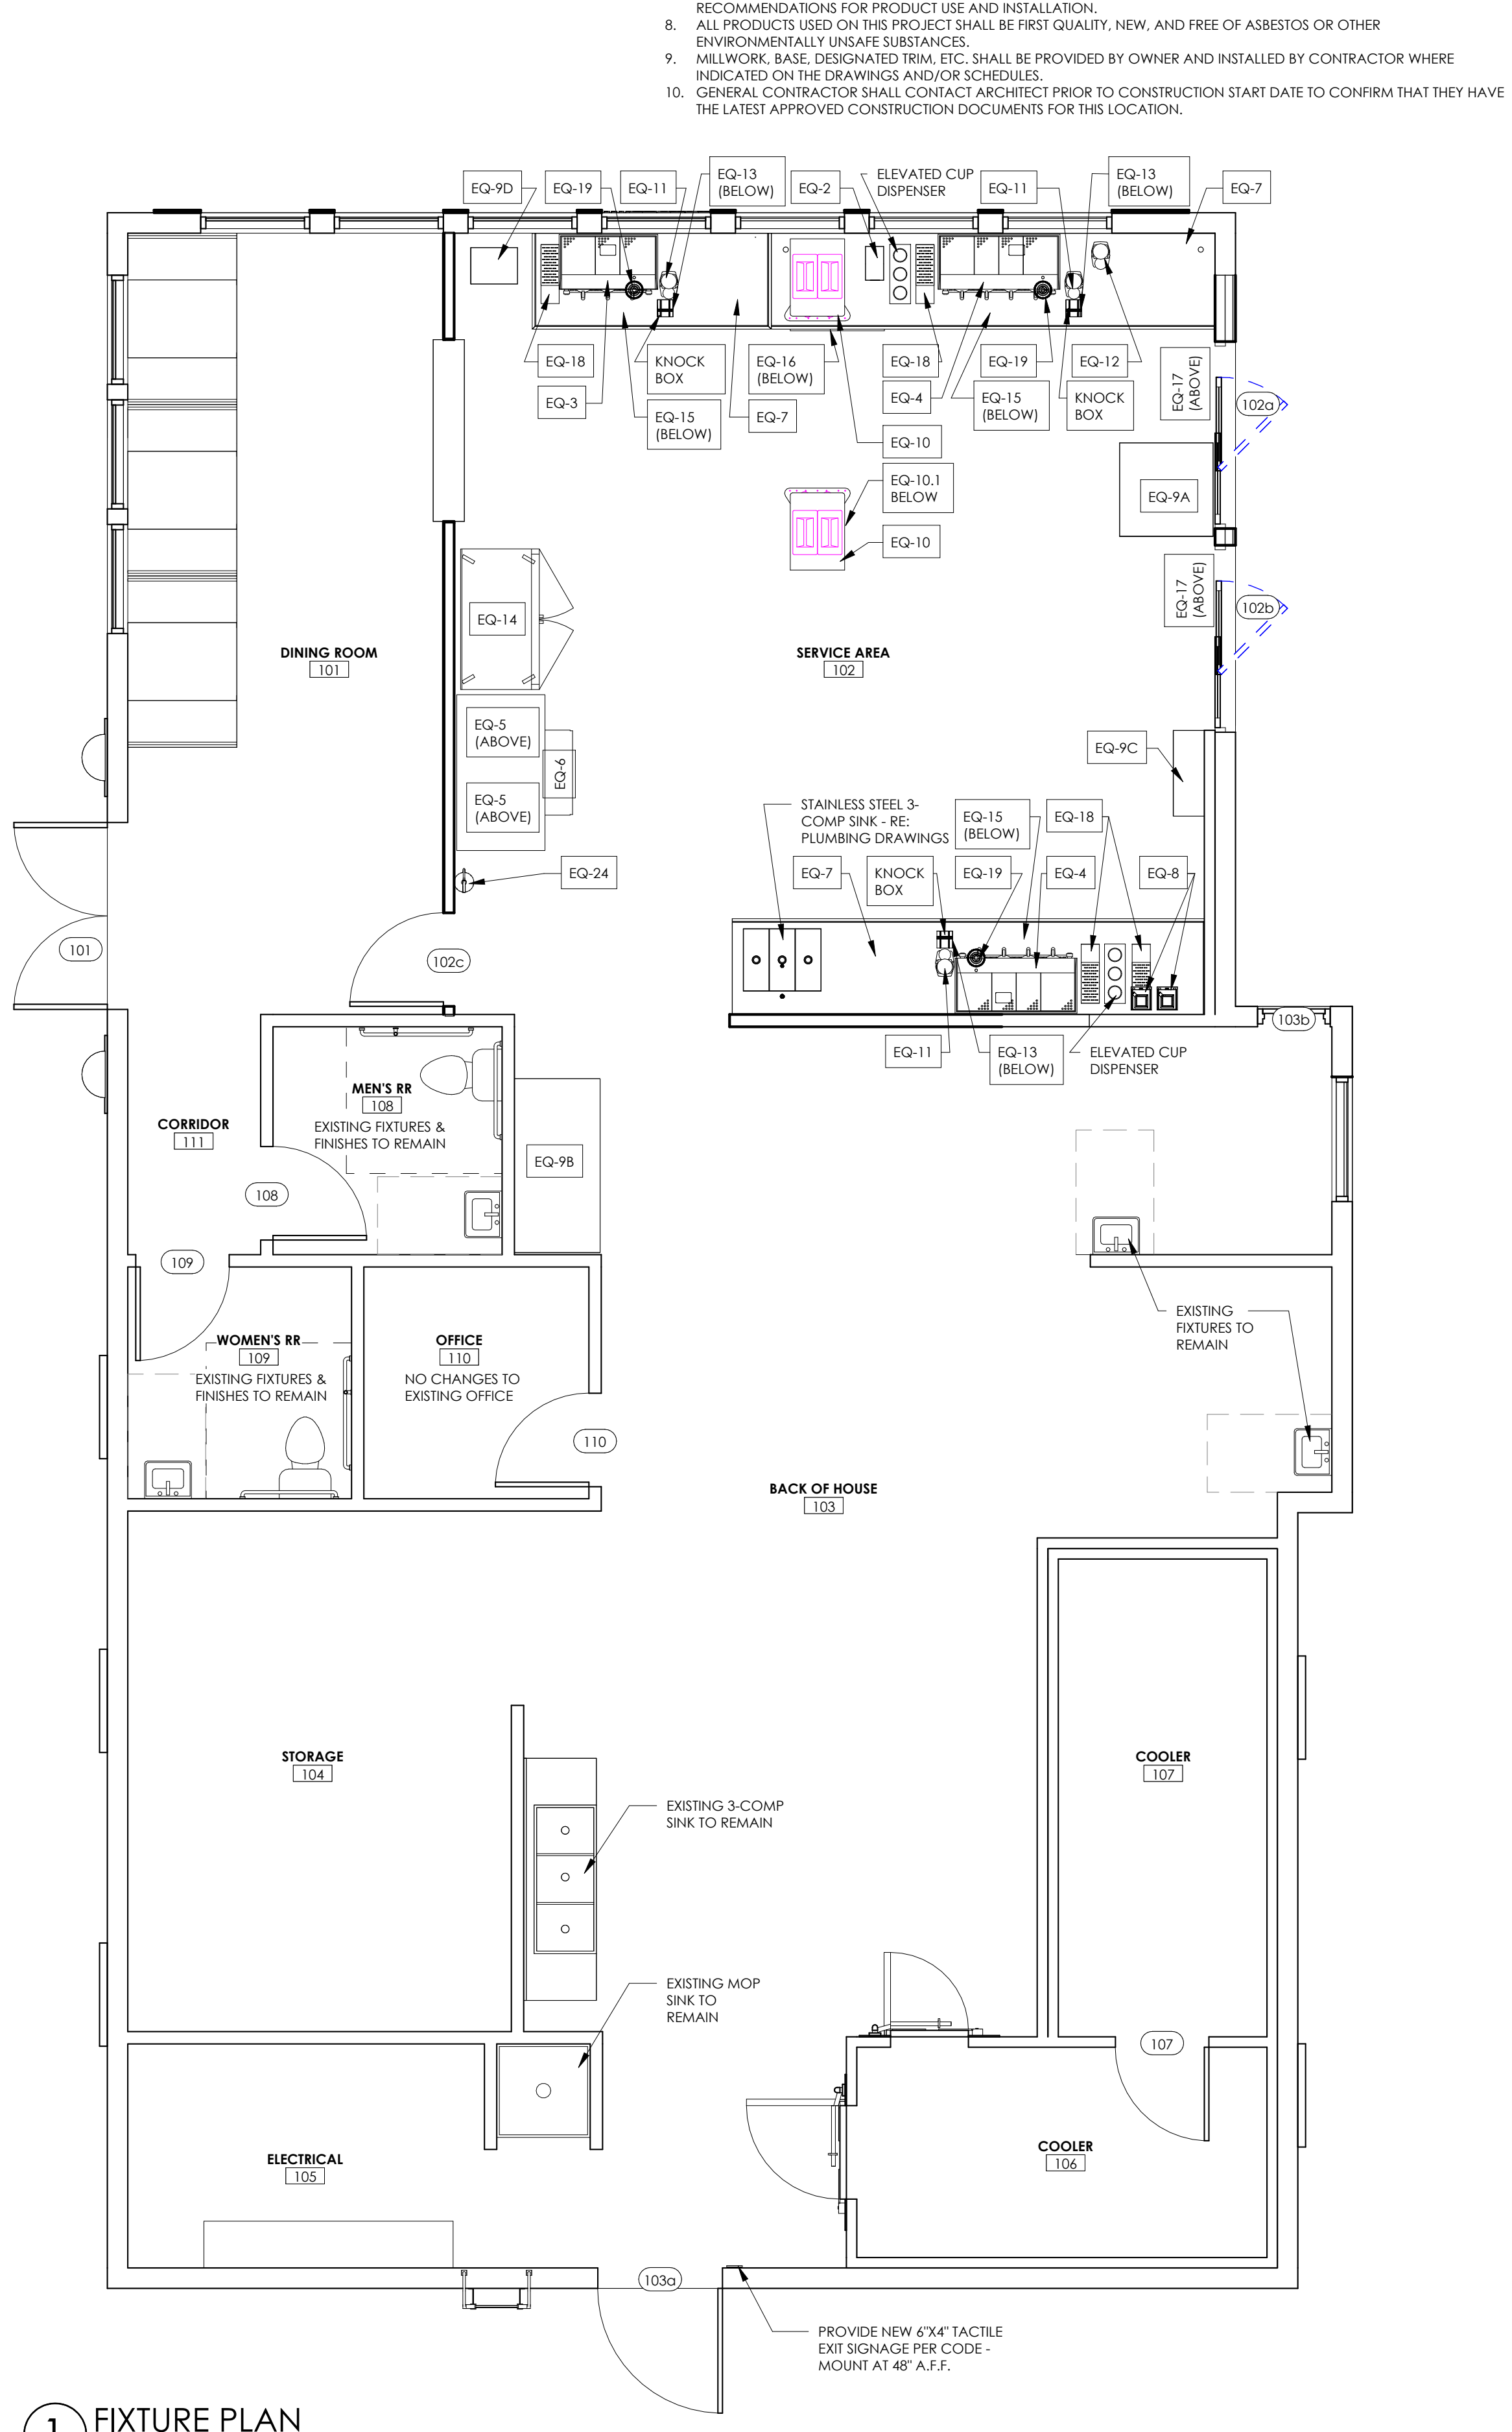 RECOMMENDATIONS FOR PRODUCT USE AND INSTALLATION.
8. ALL PRODUCTS USED ON THIS PROJECT SHALL BE FIRST QUALITY, NEW, AND FREE OF ASBESTOS OR OTHER
ENVIRONMENTALLY UNSAFE SUBSTANCES.
9. MILLWORK, BASE, DESIGNATED TRIM, ETC. SHALL BE PROVIDED BY OWNER AND INSTALLED BY CONTRACTOR WHERE
INDICATED ON THE DRAWINGS AND/OR SCHEDULES.
10. GENERAL CONTRACTOR SHALL CONTACT ARCHITECT PRIOR TO CONSTRUCTION START DATE TO CONFIRM THAT THEY HAVE
THE LATEST APPROVED CONSTRUCTION DOCUMENTS FOR THIS LOCATION.
EQ-9D
EQ-19
EQ-11
EQ-13
(BELOW)
EQ-2
ELEVATED CUP
DISPENSER
EQ-11
EQ-13
(BELOW)
EQ-7
EQ-18
KNOCK
BOX
EQ-16
(BELOW)
EQ-18
EQ-19
EQ-12
EQ-17
(ABOVE)
EQ-3
EQ-15
(BELOW)
EQ-7
EQ-4
EQ-15
(BELOW)
KNOCK
BOX
102a
EQ-10
EQ-10.1
BELOW
EQ-9A
EQ-10
EQ-17
(ABOVE)
102b
EQ-14
DINING ROOM
101
SERVICE AREA
102
EQ-5
(ABOVE)
EQ-6
EQ-5
(ABOVE)
EQ-9C
STAINLESS STEEL 3-
COMP SINK - RE:
PLUMBING DRAWINGS
EQ-15
(BELOW)
EQ-18
EQ-24
EQ-7
KNOCK
BOX
EQ-19
EQ-4
EQ-8
101
102c
103b
EQ-11
EQ-13
(BELOW)
ELEVATED CUP
DISPENSER
MEN'S RR
108
EXISTING FIXTURES &
FINISHES TO REMAIN
CORRIDOR
111
EQ-9B
108
109
EXISTING
FIXTURES TO
REMAIN
WOMEN'S RR
109
EXISTING FIXTURES &
FINISHES TO REMAIN
OFFICE
110
NO CHANGES TO
EXISTING OFFICE
110
BACK OF HOUSE
103
STORAGE
104
COOLER
107
EXISTING 3-COMP
SINK TO REMAIN
EXISTING MOP
SINK TO
REMAIN
107
COOLER
106
ELECTRICAL
105
103a
PROVIDE NEW 6"X4" TACTILE
EXIT SIGNAGE PER CODE -
MOUNT AT 48" A.F.F.
1 FIXTURE PLAN